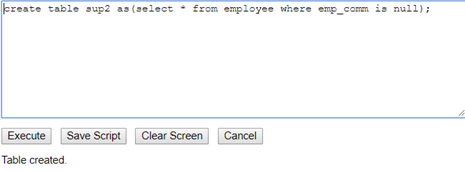 create table sup2 as(select * from employee where emp_comm is null);
Execute Save Script Clear Screen Cancel
Table created.